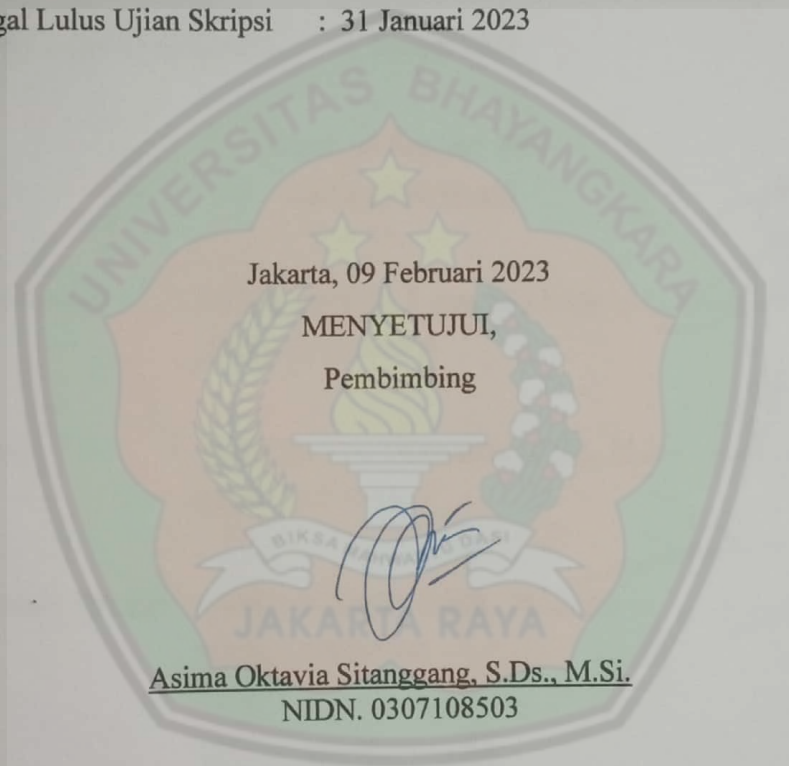 gal Lulus Ujian Skripsi : 31 Januari 2023
UNIVERSITAS BHAYANGKARA
Jakarta, 09 Februari 2023
MENYETUJUI,
Pembimbing
BIKSA
JAKARTA RAYA
Asima Oktavia Sitanggang, S.Ds., M.Si.
NIDN. 0307108503